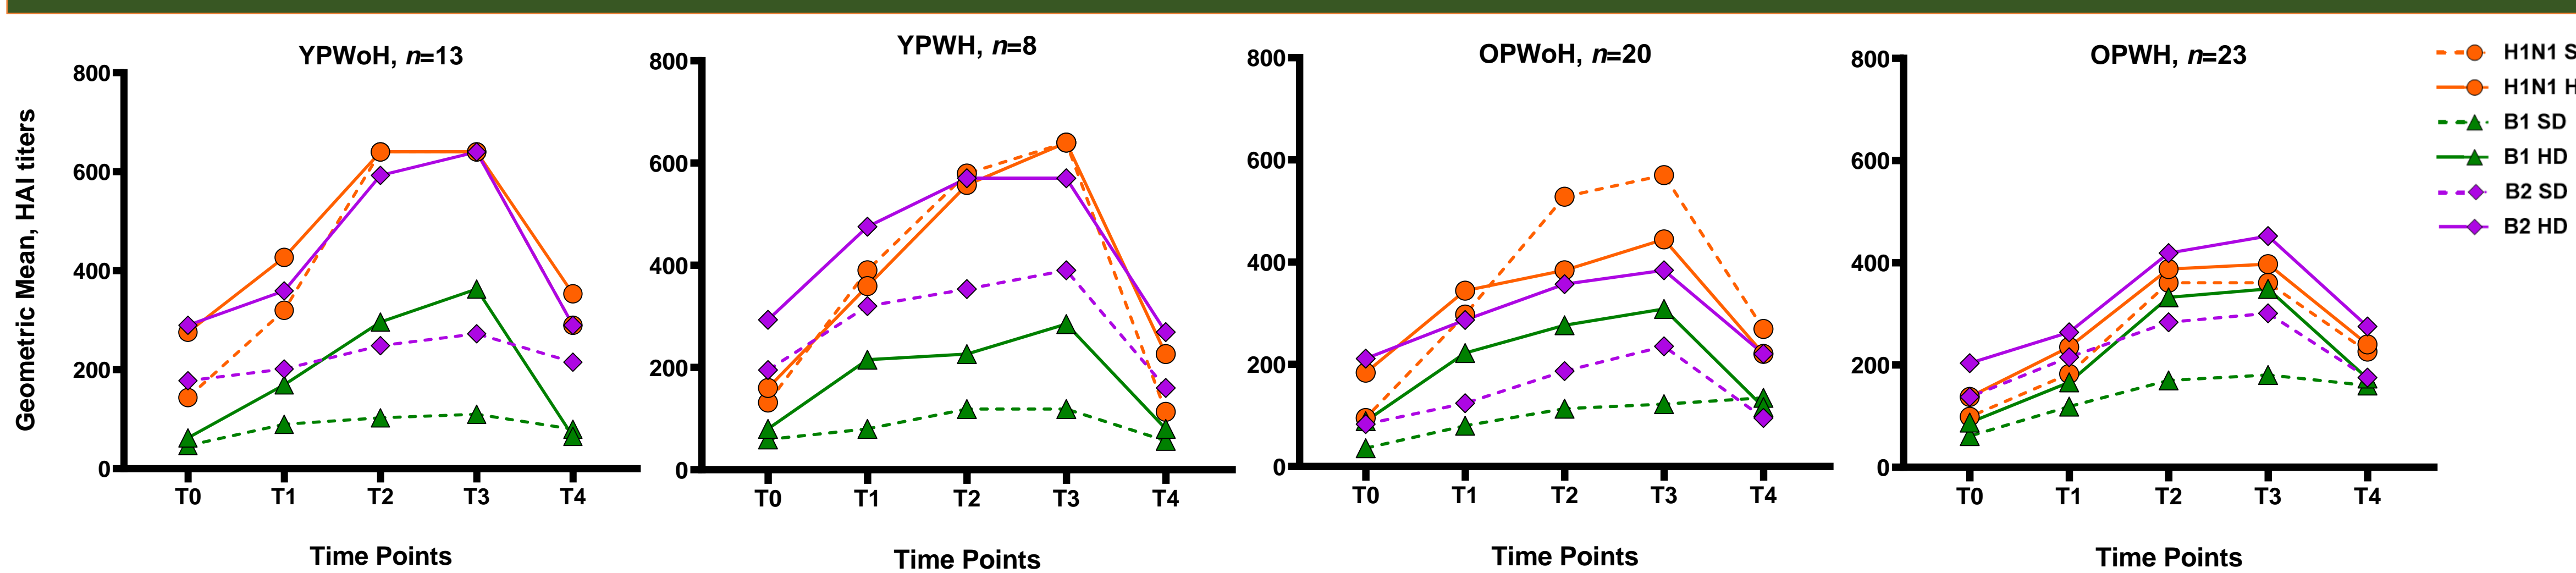 YPWoH, n=13
800
600
400
200
0
T0 T1 T2 T3 T4
Time Points
Geometric Mean, HAI titers
YPWH, n=8
800
600
400
200
0
T0 T1 T2 T3 T4
Time Points
OPWoH, n=20
800
600
400
200
0
T0 T1 T2 T3 T4
Time Points
OPWH, n=23
800
600
400
200
0
T0 T1 T2 T3 T4
Time Points
H1N1 S
H1N1 H
B1 SD
B1 HD
B2 SD
B2 HD